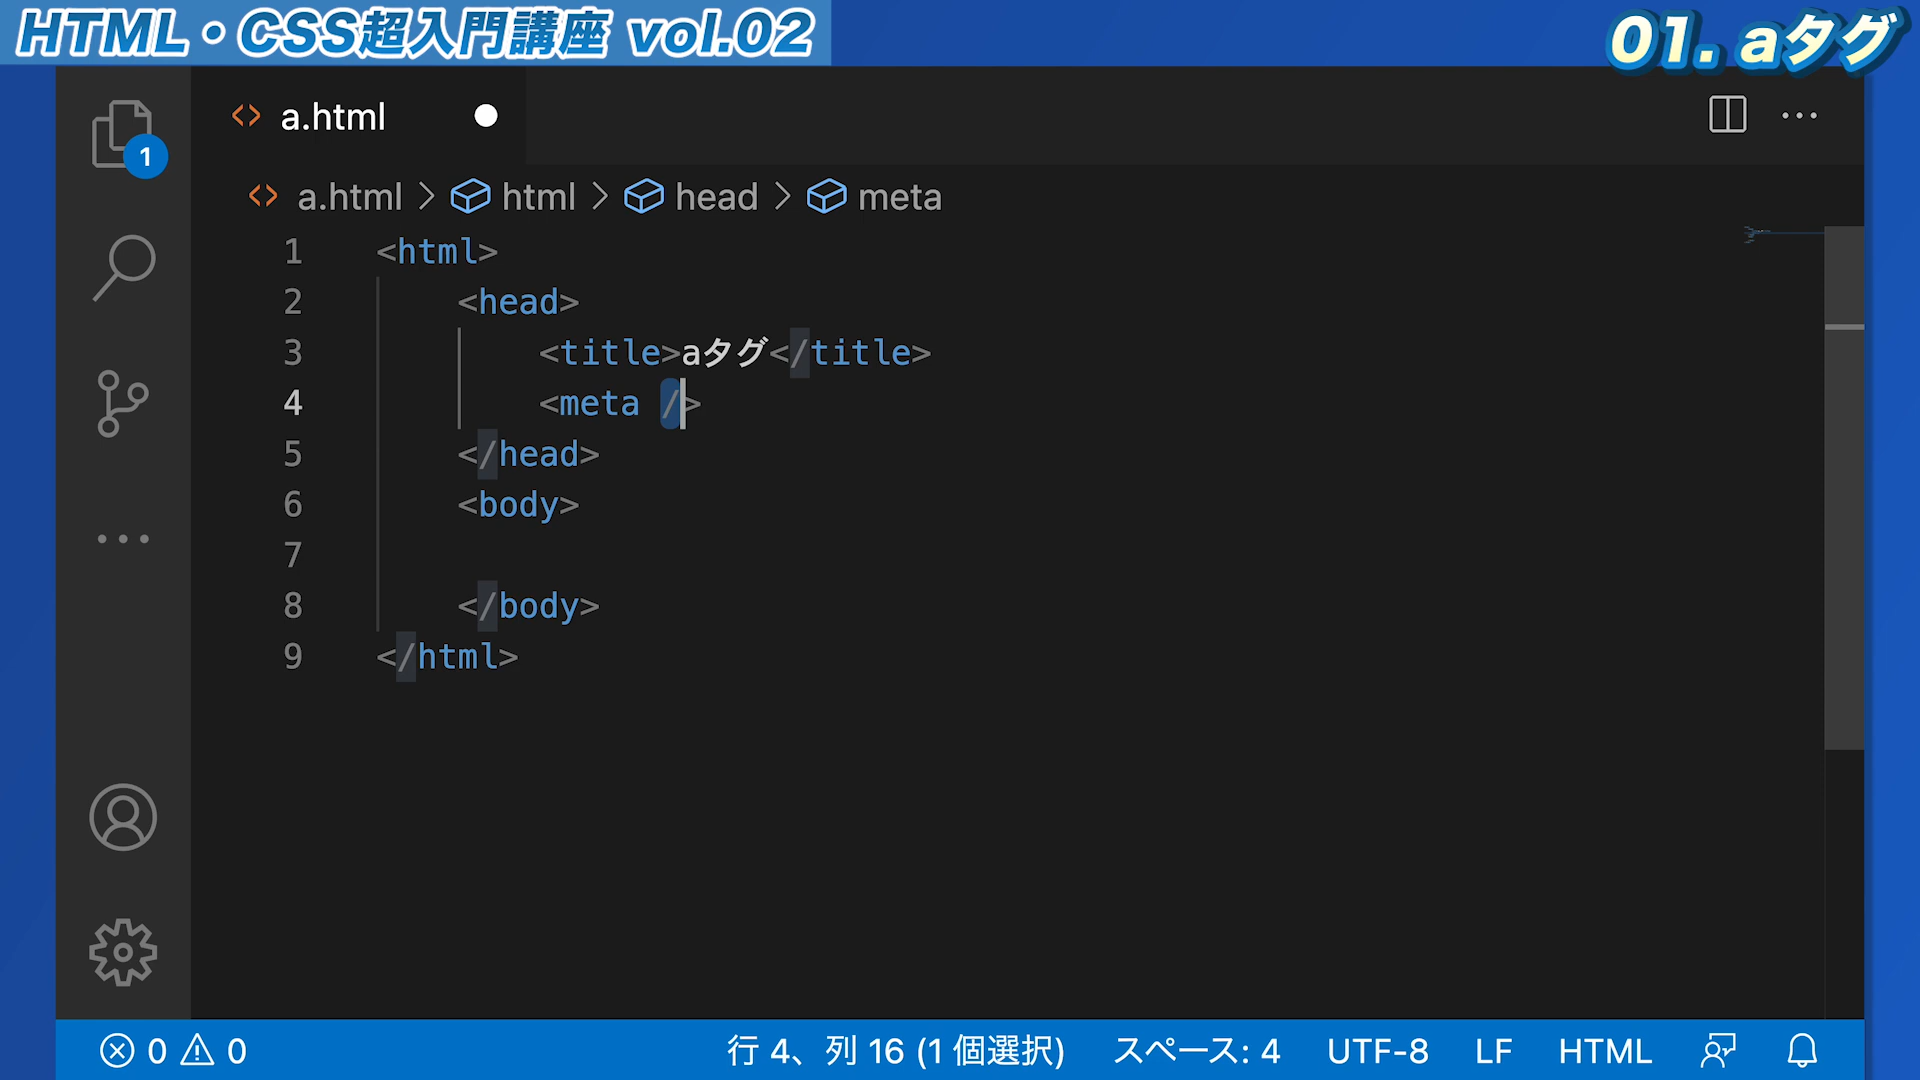 HTML・CSS超入門講座 vol.02
01. aタグ
a.html
1
a.html > html > head > meta
1 <html>
2 <head>
3 <title>aタグ</title>
4 <meta />
5 </head>
6 <body>
7
8 </body>
9 </html>
0 0 行 4、列 16 (1 個選択) スペース: 4 UTF-8 LF HTML